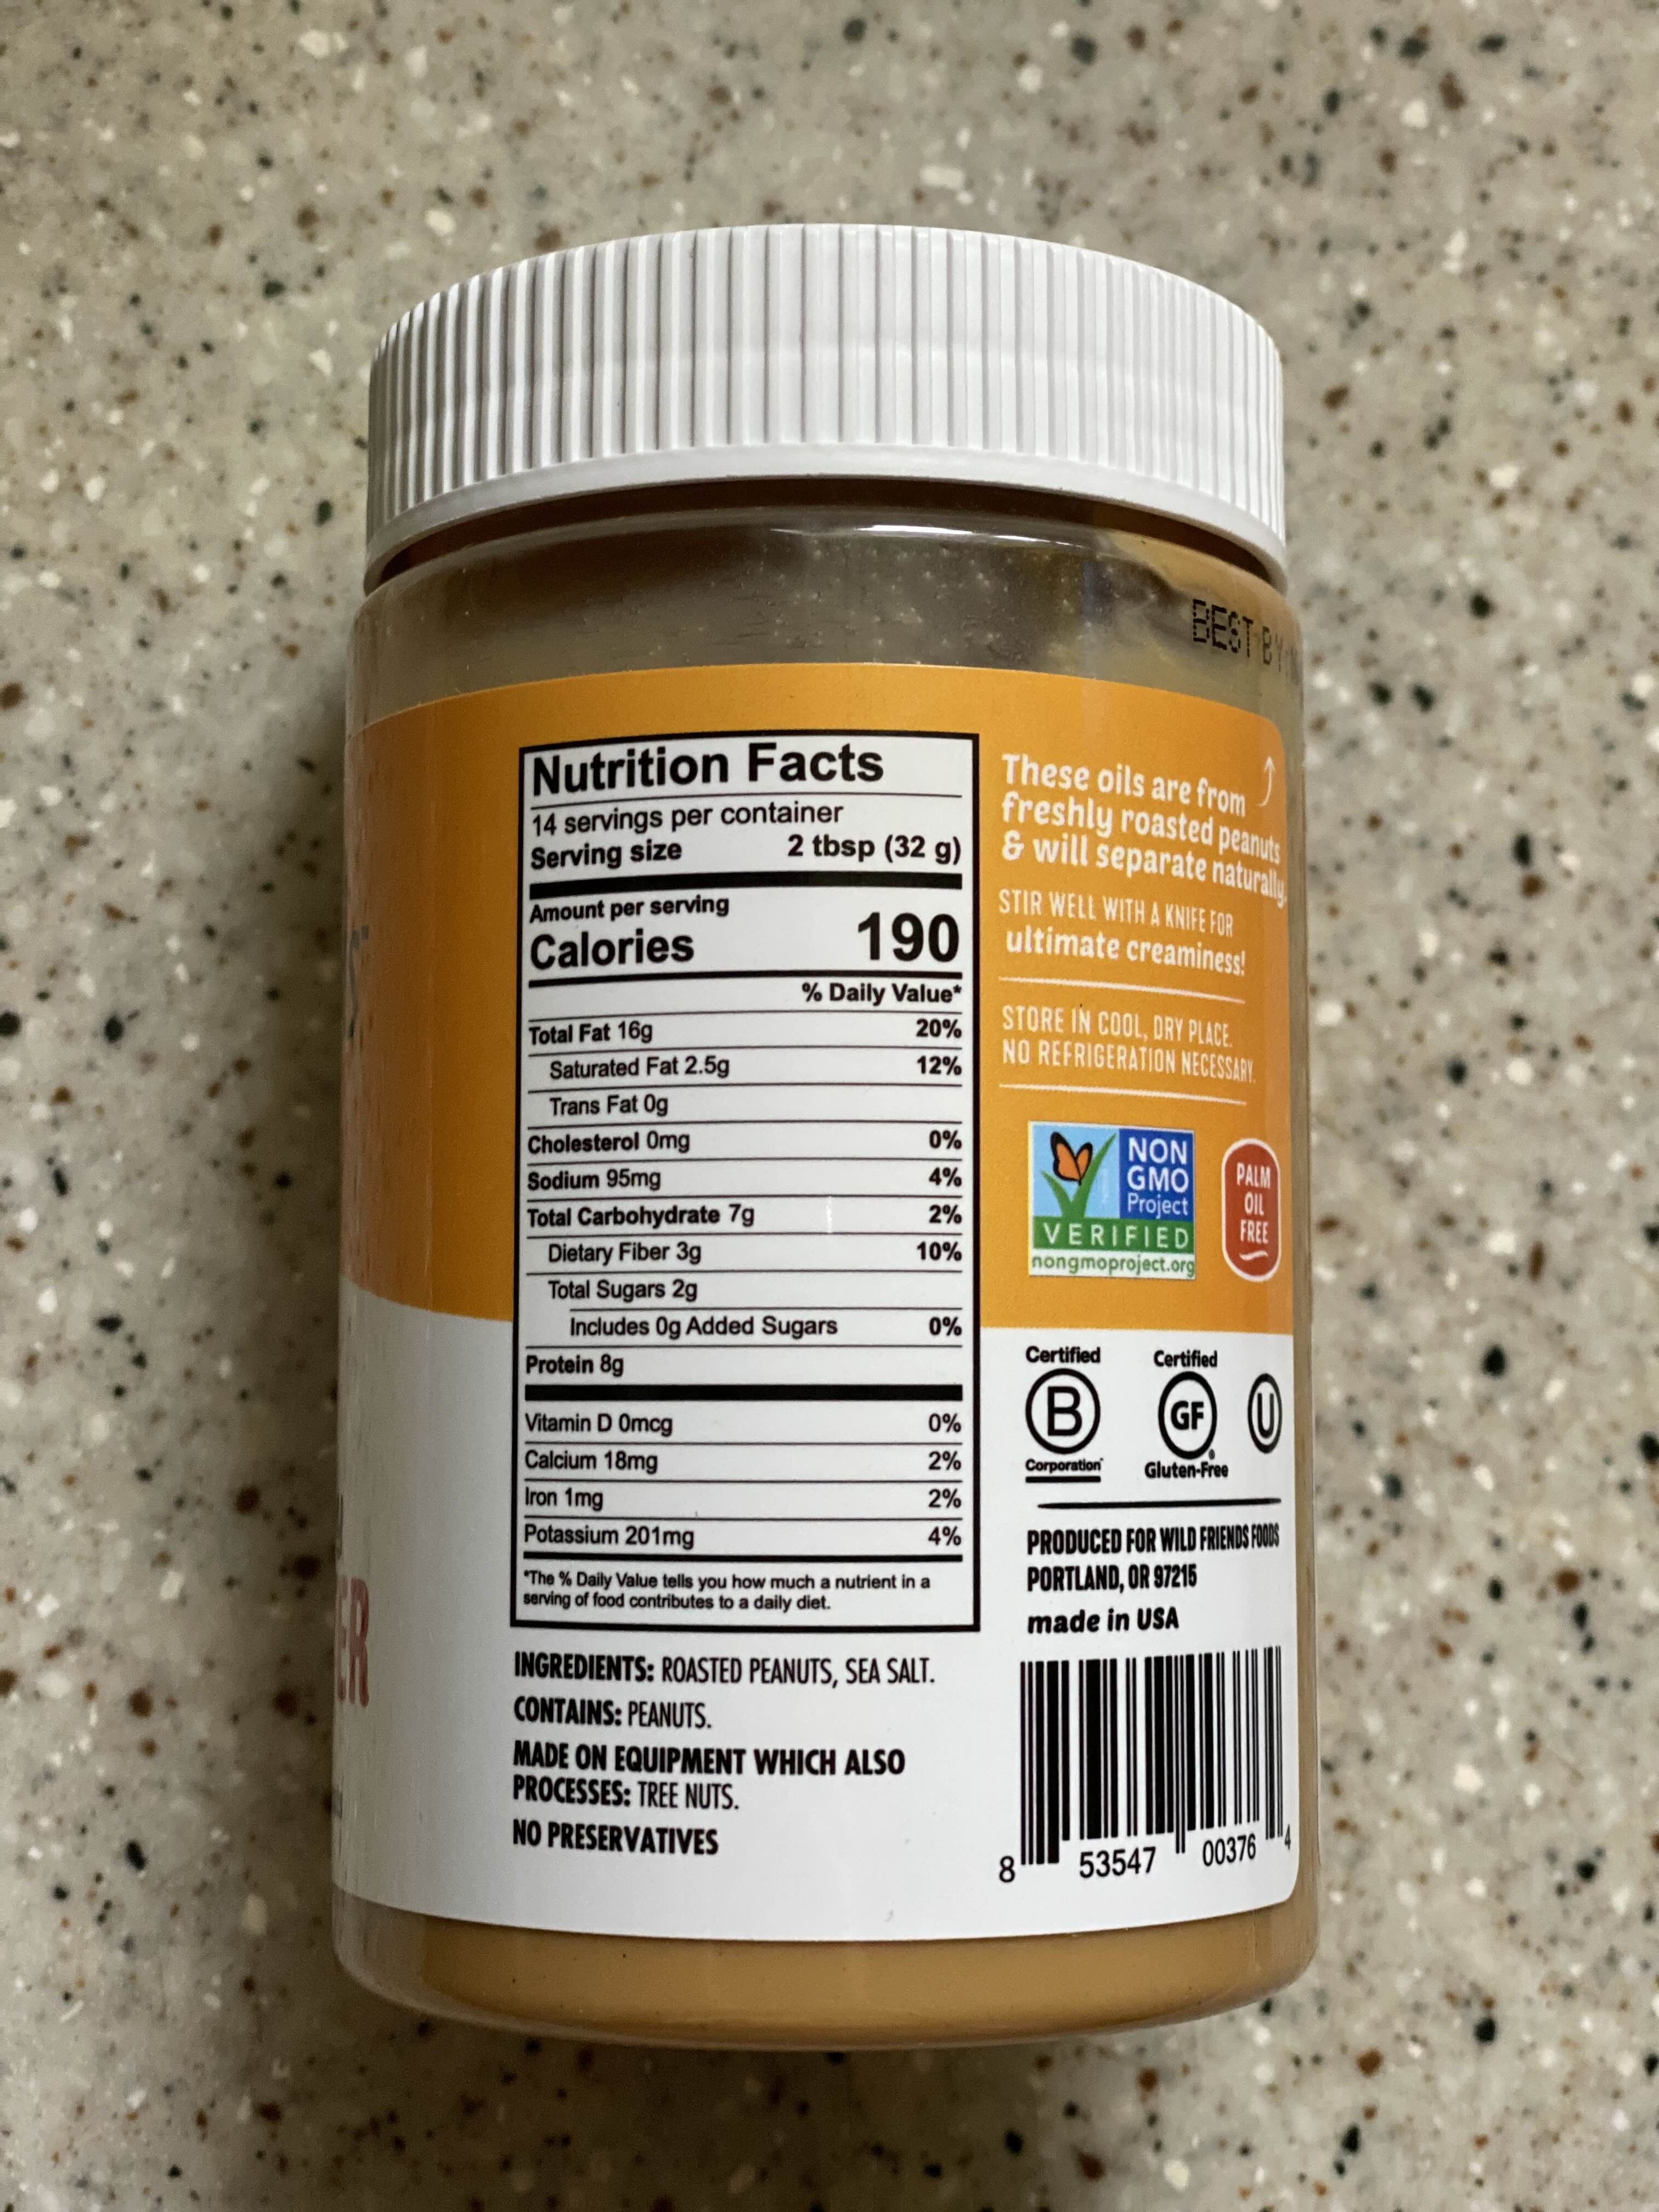 BEST BY
Nutrition Facts
14 servings per container
Serving size 2 tbsp (32 g)
Amount per serving
Calories 190
% Daily Value*
Total Fat 16g 20%
Saturated Fat 2.5g 12%
Trans Fat 0g
Cholesterol 0mg 0%
Sodium 95mg 4%
Total Carbohydrate 7g 2%
Dietary Fiber 3g 10%
Total Sugars 2g
Includes 0g Added Sugars 0%
Protein 8g
Vitamin D 0mcg 0%
Calcium 18mg 2%
Iron 1mg 2%
Potassium 201mg 4%
*The % Daily Value tells you how much a nutrient in a
serving of food contributes to a daily diet.
INGREDIENTS: ROASTED PEANUTS, SEA SALT.
CONTAINS: PEANUTS.
MADE ON EQUIPMENT WHICH ALSO
PROCESSES: TREE NUTS.
NO PRESERVATIVES
These oils are from
freshly roasted peanuts
& will separate naturally.
STIR WELL WITH A KNIFE FOR
ultimate creaminess!
STORE IN COOL, DRY PLACE.
NO REFRIGERATION NECESSARY.
NON
GMO
Project
VERIFIED
nongmoproject.org
PALM
OIL
FREE
Certified
B
Corporation
Certified
GF
Gluten-Free
U
PRODUCED FOR WILD FRIENDS FOODS
PORTLAND, OR 97215
made in USA
8 53547 00376 4
ER